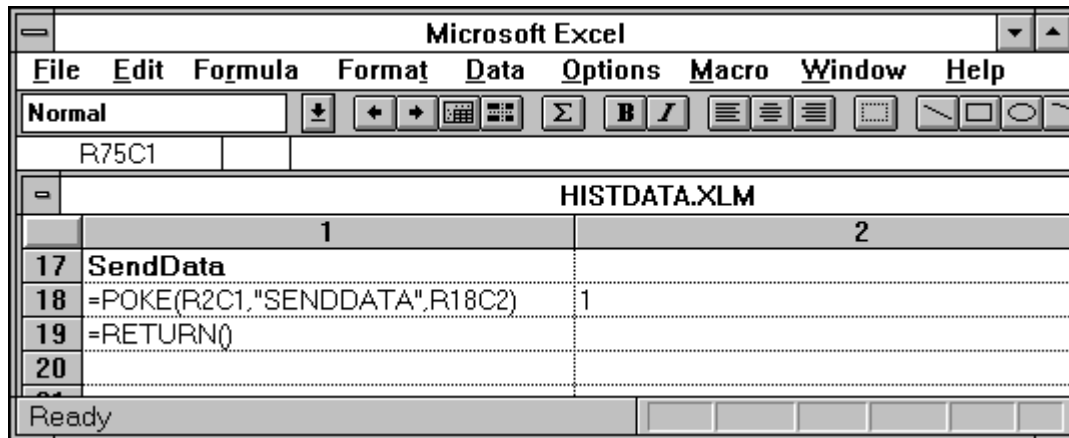 Microsoft Excel
File Edit Formula Format Data Options Macro Window Help
Normal Σ B I
R75C1
HISTDATA.XLM
1 2
17 SendData
18 =POKE(R2C1,"SENDDATA",R18C2) 1
19 =RETURN()
20
Ready